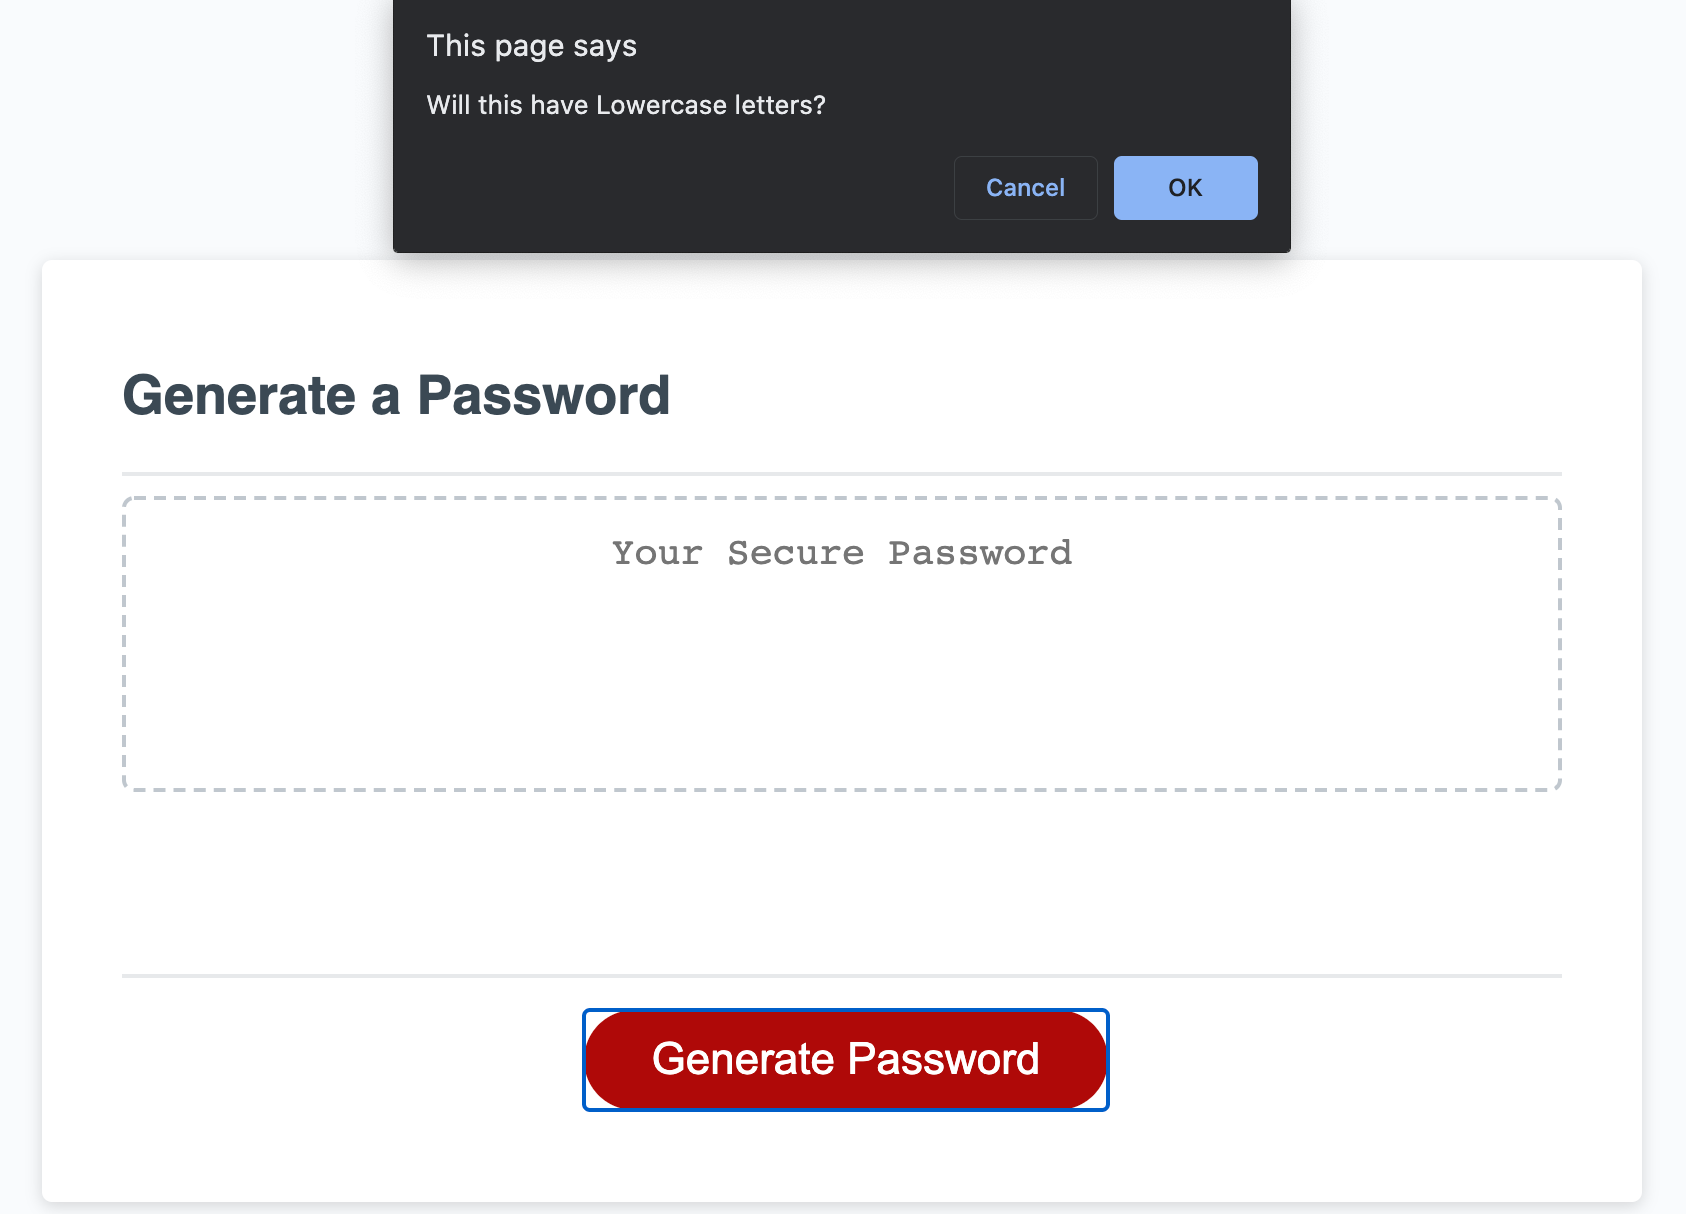 This page says
Will this have Lowercase letters?
Cancel
OK
Generate a Password
Your Secure Password
Generate Password